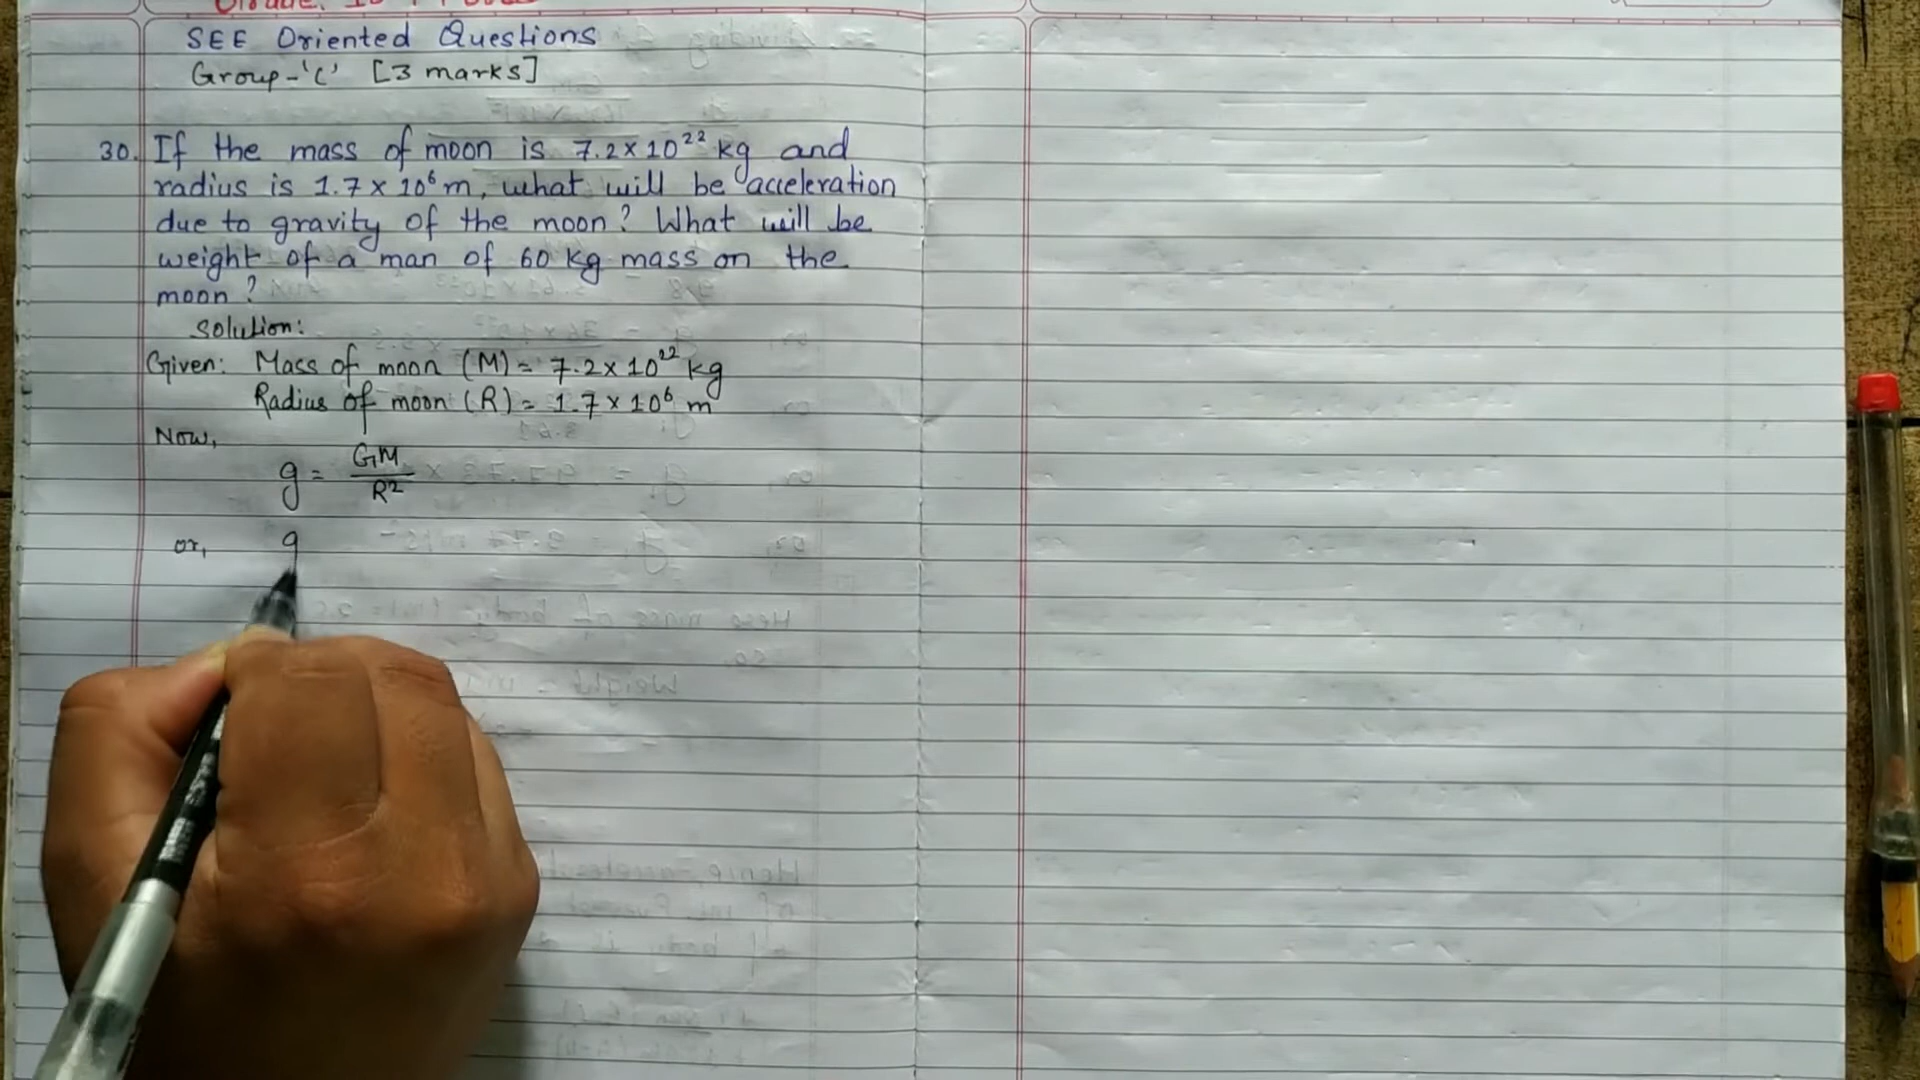 SEE Oriented Questions
Group-'C' [3 marks]
30. If the mass of moon is 7.2×10²² kg and
radius is 1.7×10⁶ m, what will be acceleration
due to gravity of the moon? What will be
weight of a man of 60 kg mass on the
moon?
Solution:
Given: Mass of moon (M) = 7.2×10²² kg
Radius of moon (R) = 1.7×10⁶ m
Now,
g = GM/R²
or, g